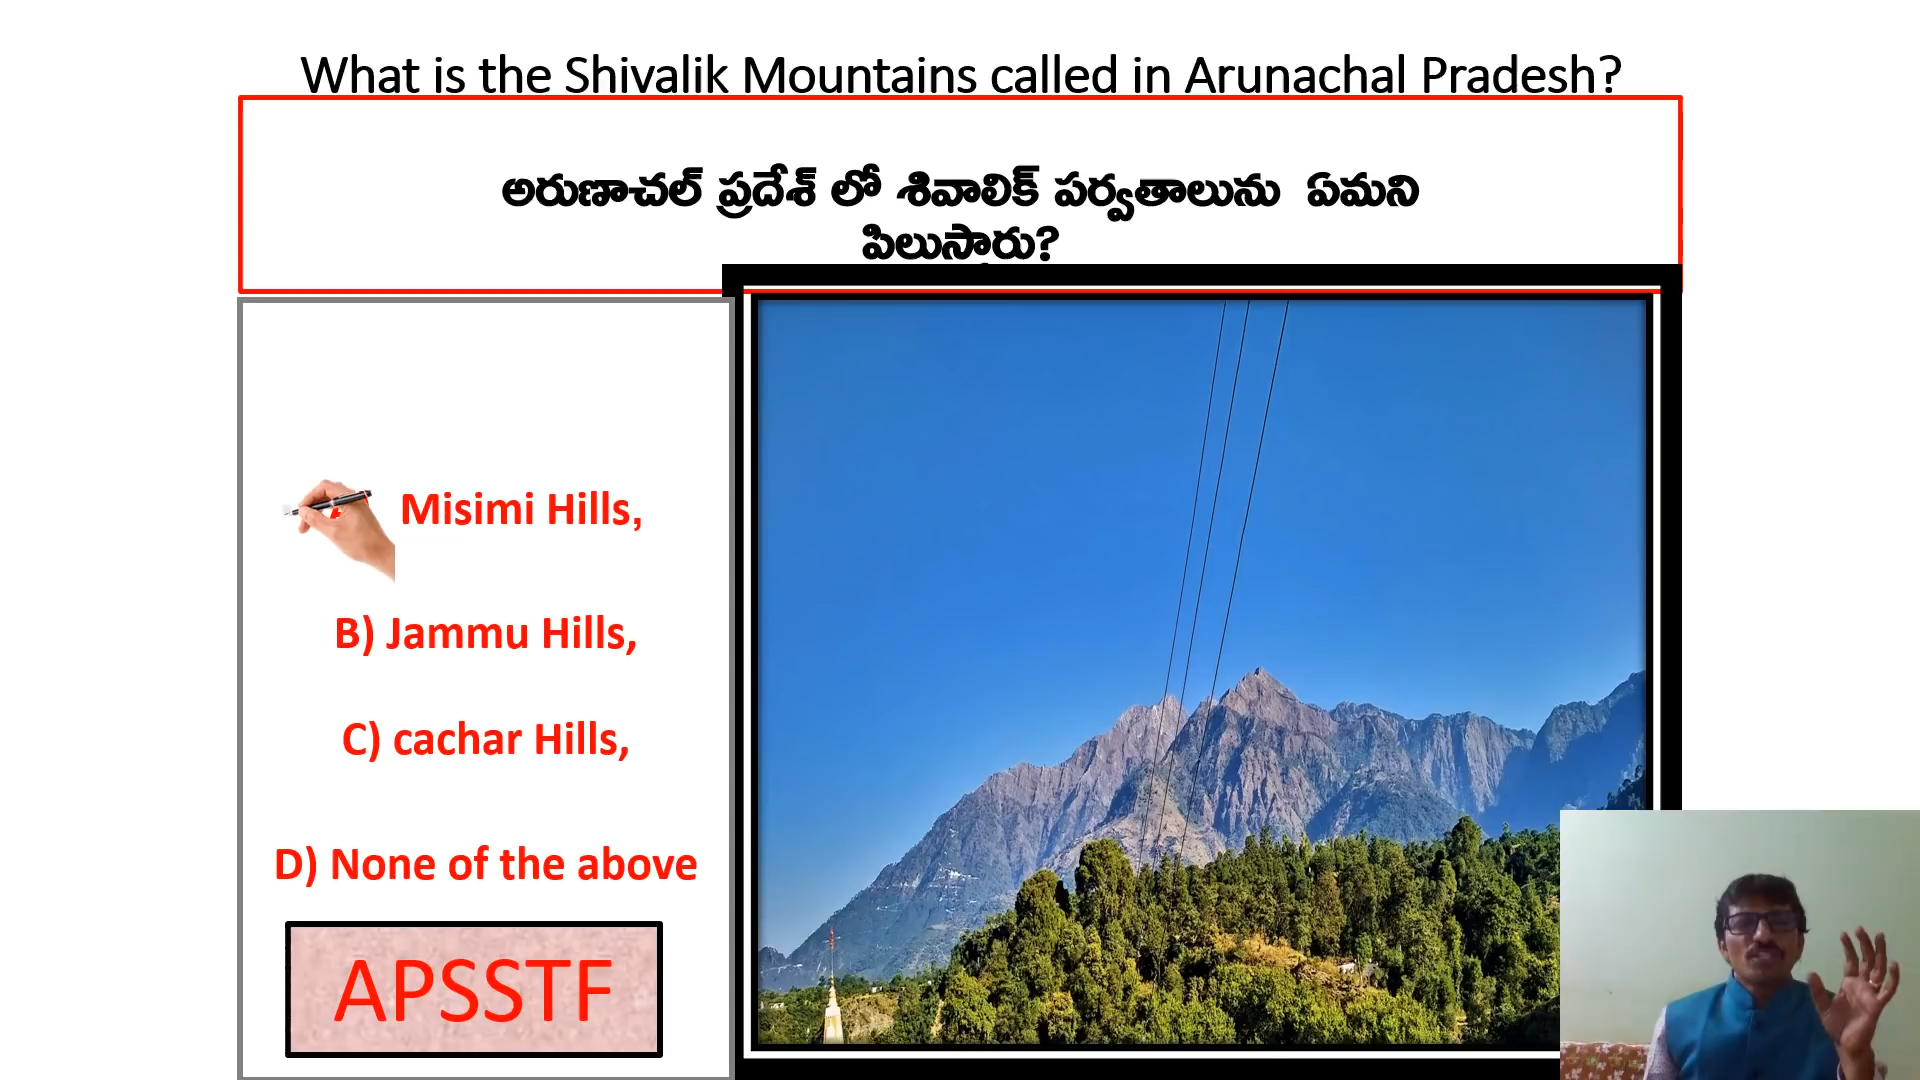 What is the Shivalik Mountains called in Arunachal Pradesh?
అరుణాచల్ ప్రదేశ్ లో శివాలిక్ పర్వతాలును ఏమని
పిలుస్తారు?
Misimi Hills,
B) Jammu Hills,
C) cachar Hills,
D) None of the above
APSSTF